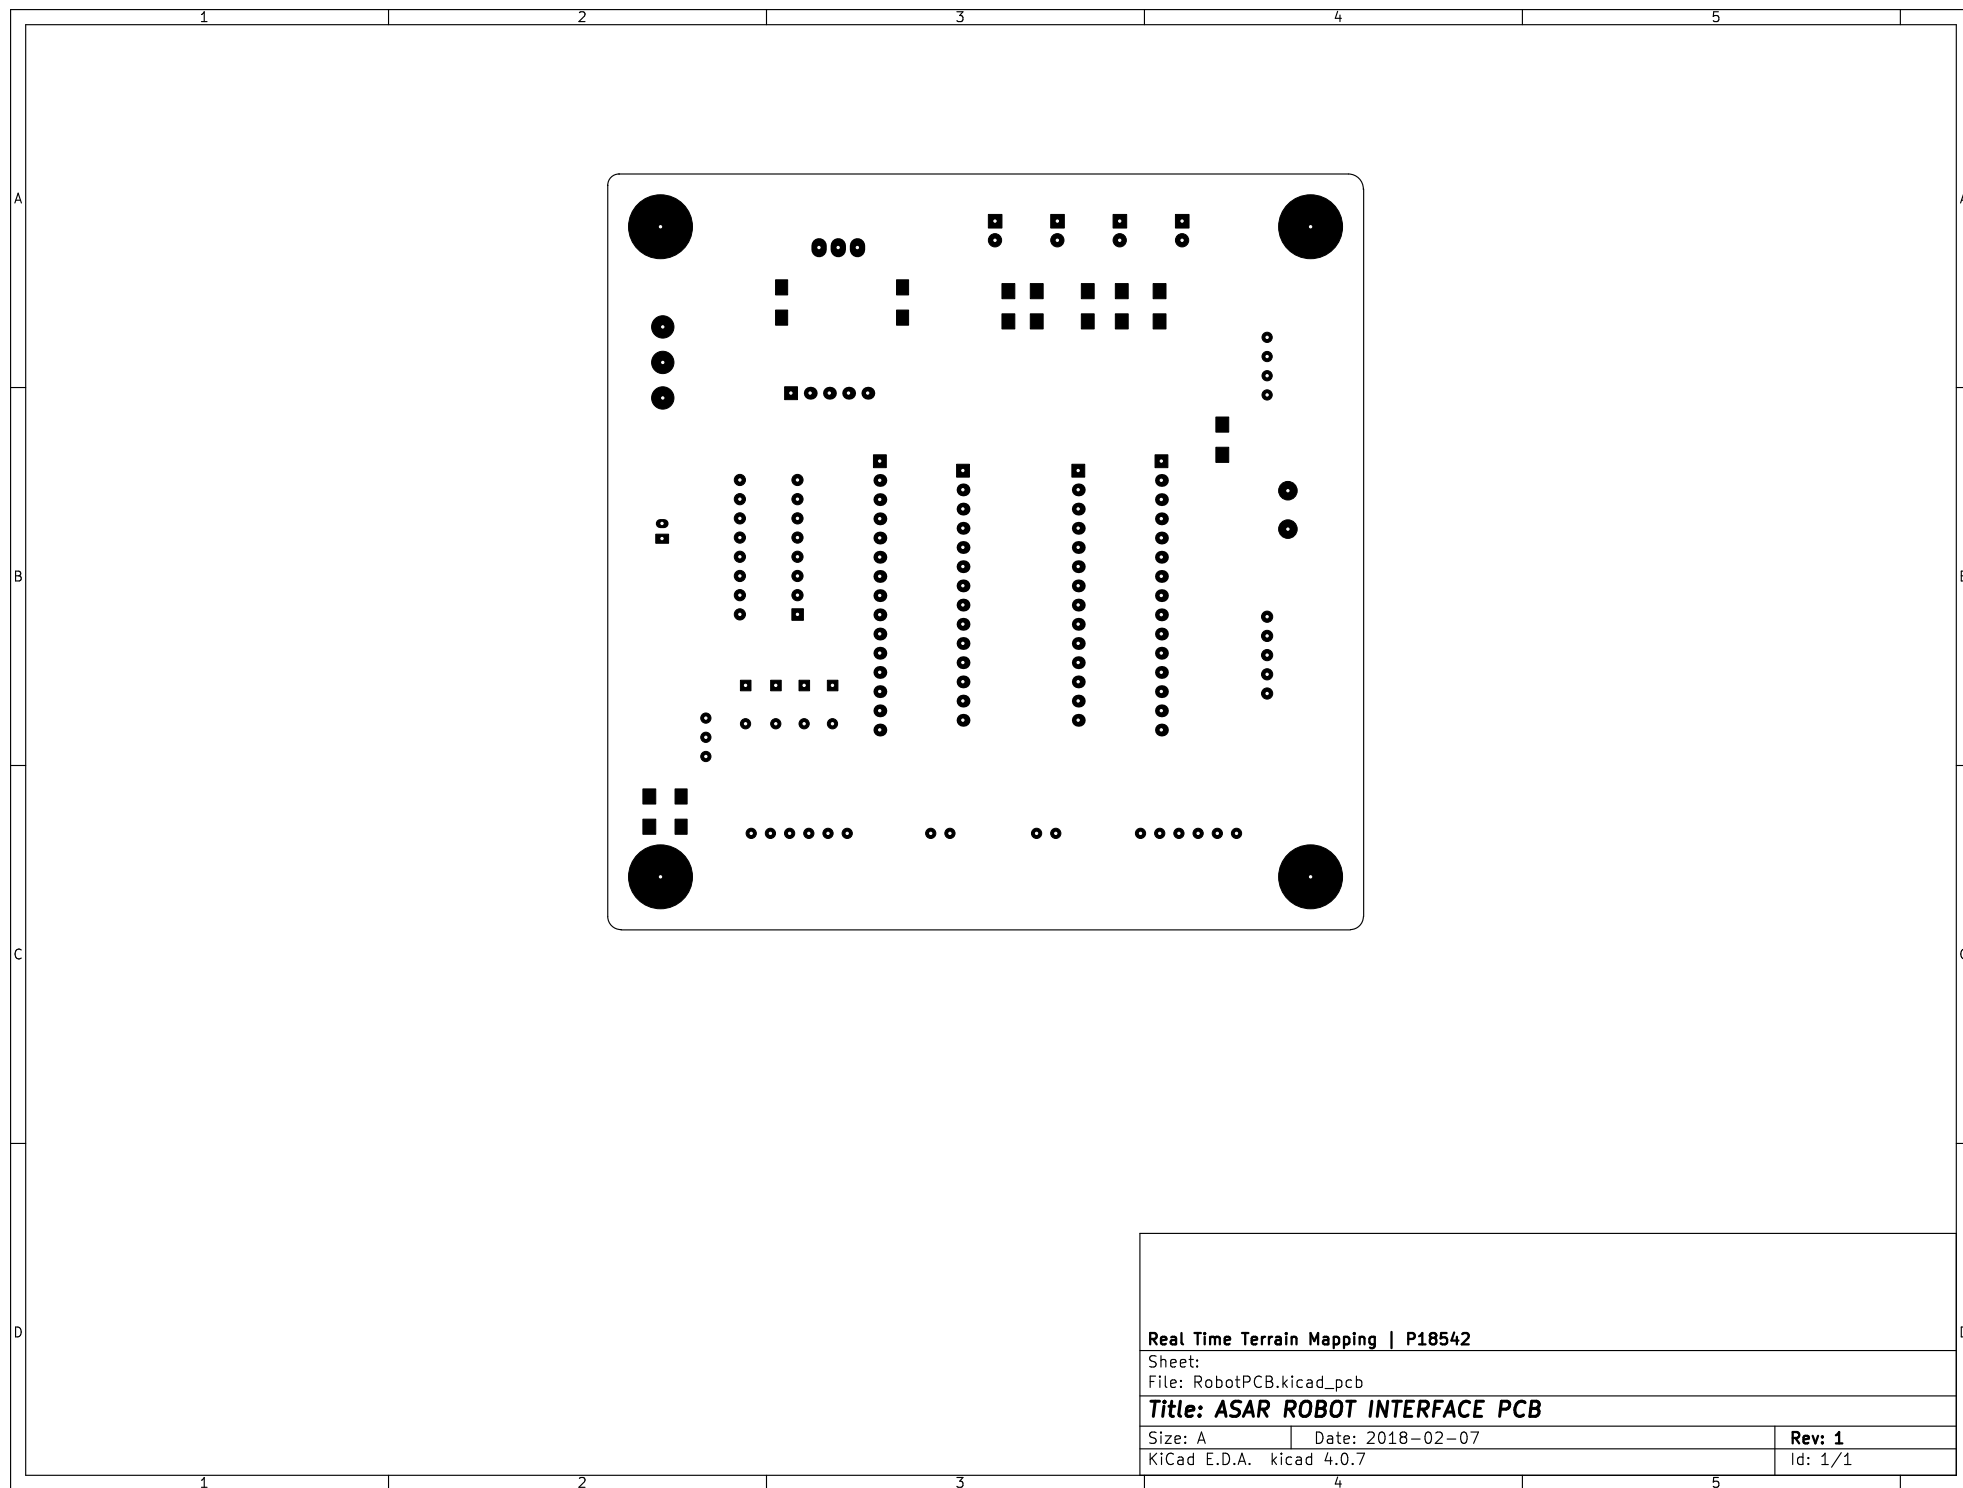 1 2 3 4 5
A
B
C
D
Real Time Terrain Mapping | P18542
Sheet:
File: RobotPCB.kicad_pcb
Title: ASAR ROBOT INTERFACE PCB
Size: A Date: 2018-02-07 Rev: 1
KiCad E.D.A. kicad 4.0.7 Id: 1/1
1 2 3 4 5